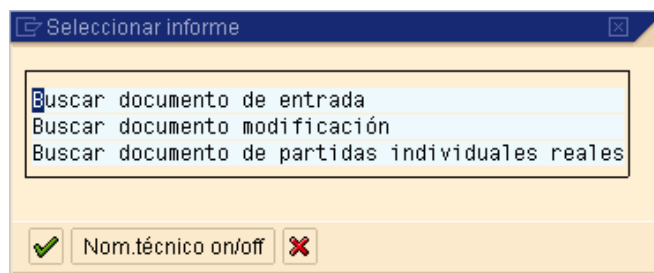 Seleccionar informe
Buscar documento de entrada
Buscar documento modificación
Buscar documento de partidas individuales reales
Nom.técnico on/off